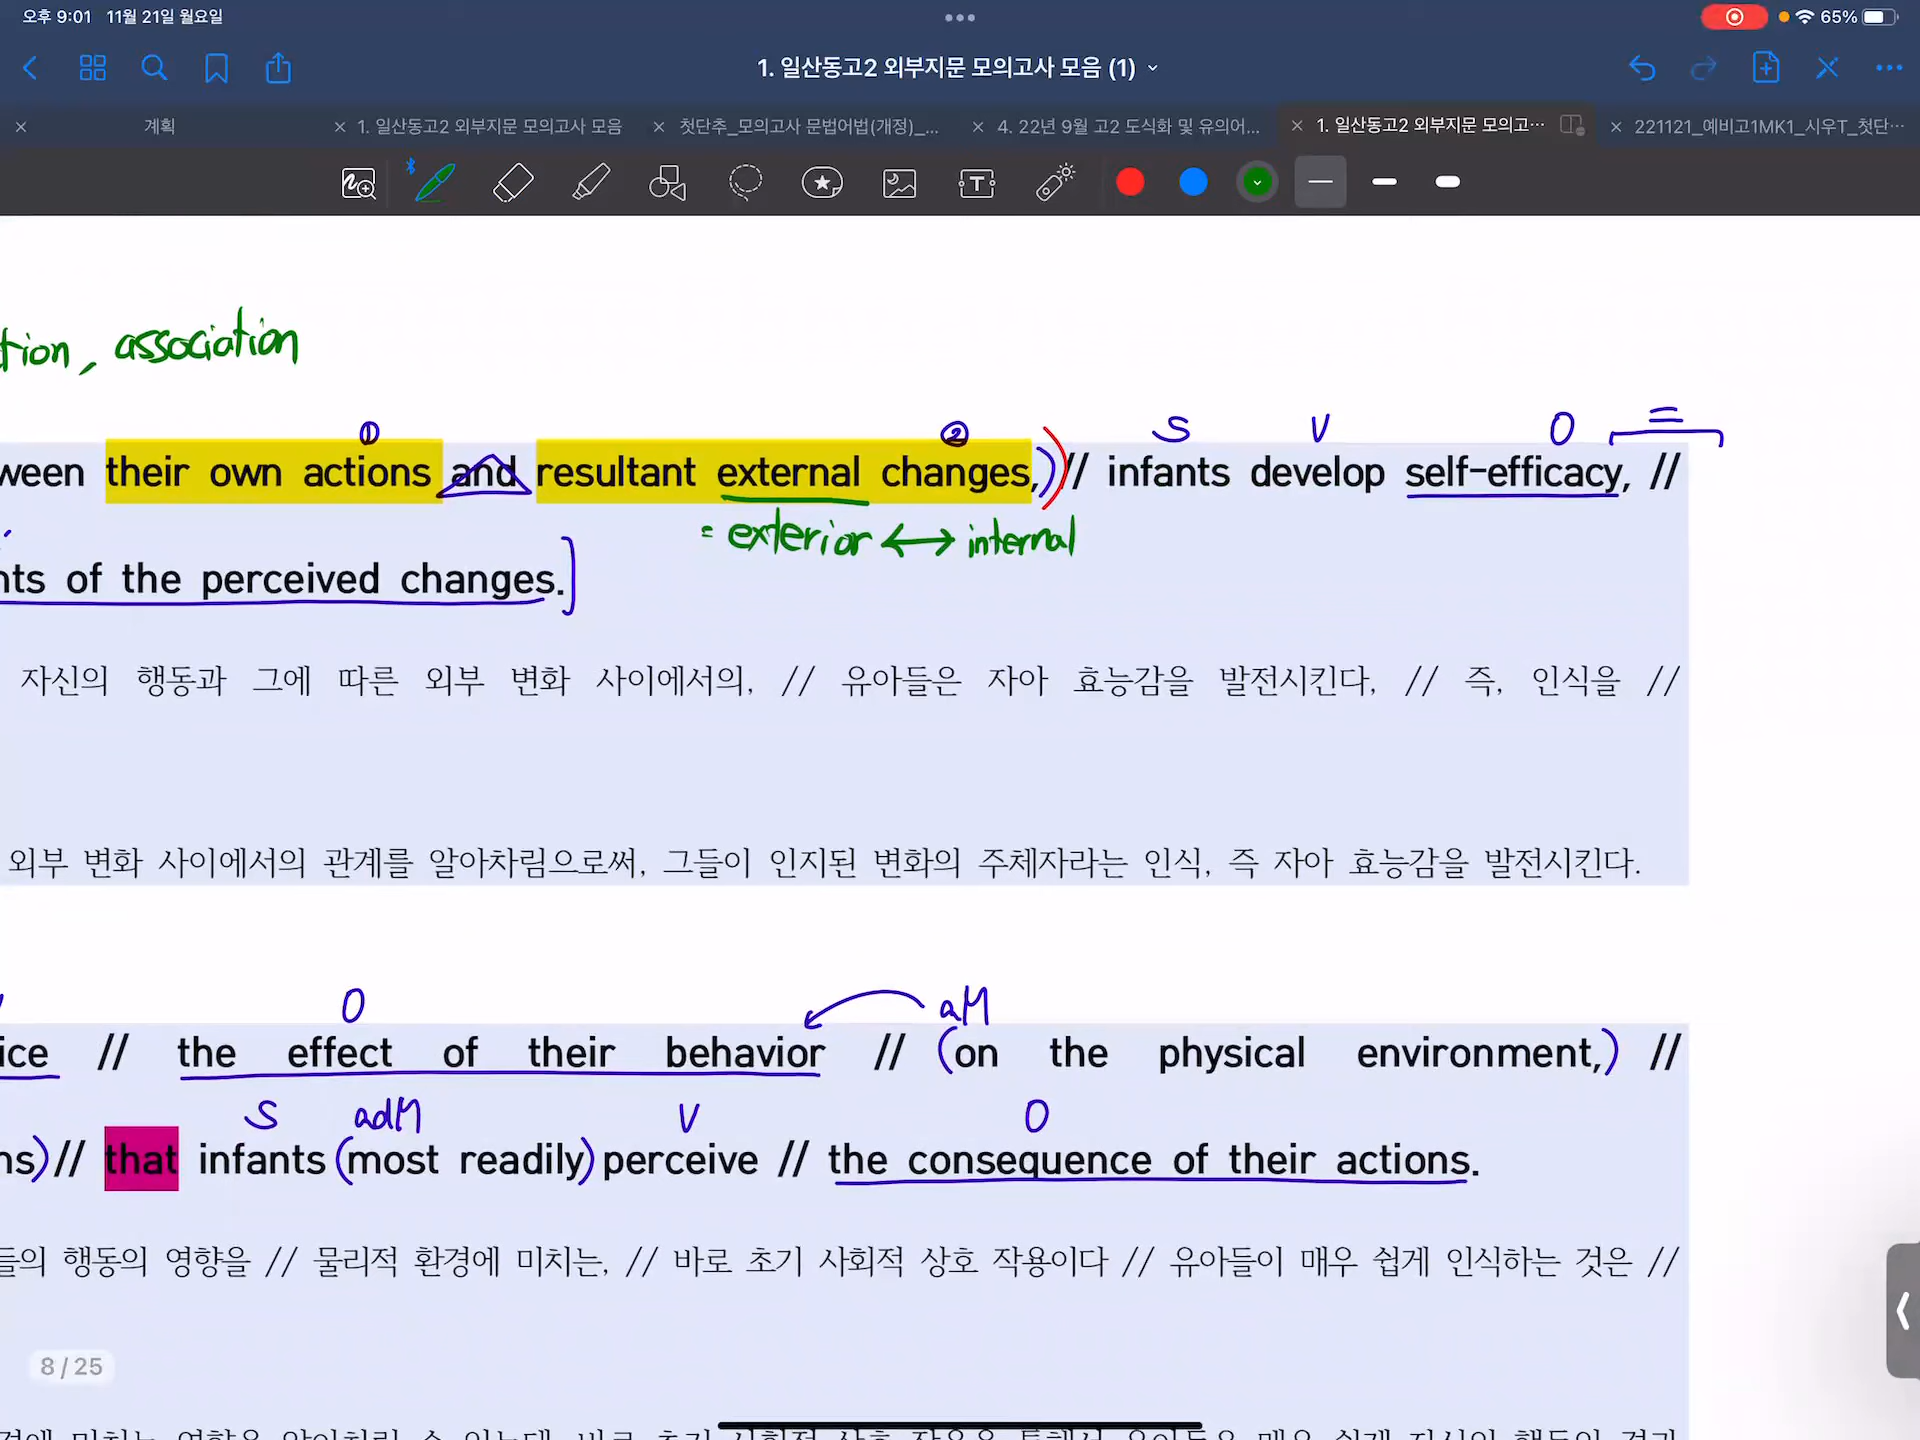 오후 9:01 11월 21일 월요일
65%
1. 일산동고2 외부지문 모의고사 모음 (1)
계획
1. 일산동고2 외부지문 모의고사 모음
첫단추_모의고사 문법어법(개정)_...
4. 22년 9월 고2 도식화 및 유의어...
1. 일산동고2 외부지문 모의고...
221121_예비고1MK1_시우T_첫단...
tion, association
① ② S V O =
ween their own actions and resultant external changes,)// infants develop self-efficacy, //
= exterior ↔ internal
nts of the perceived changes.]
자신의 행동과 그에 따른 외부 변화 사이에서의, // 유아들은 자아 효능감을 발전시킨다, // 즉, 인식을 //
외부 변화 사이에서의 관계를 알아차림으로써, 그들이 인지된 변화의 주체자라는 인식, 즉 자아 효능감을 발전시킨다.
O aM
ice // the effect of their behavior // (on the physical environment,) //
S adM V O
ns)// that infants (most readily) perceive // the consequence of their actions.
들의 행동의 영향을 // 물리적 환경에 미치는, // 바로 초기 사회적 상호 작용이다 // 유아들이 매우 쉽게 인식하는 것은 //
8 / 25